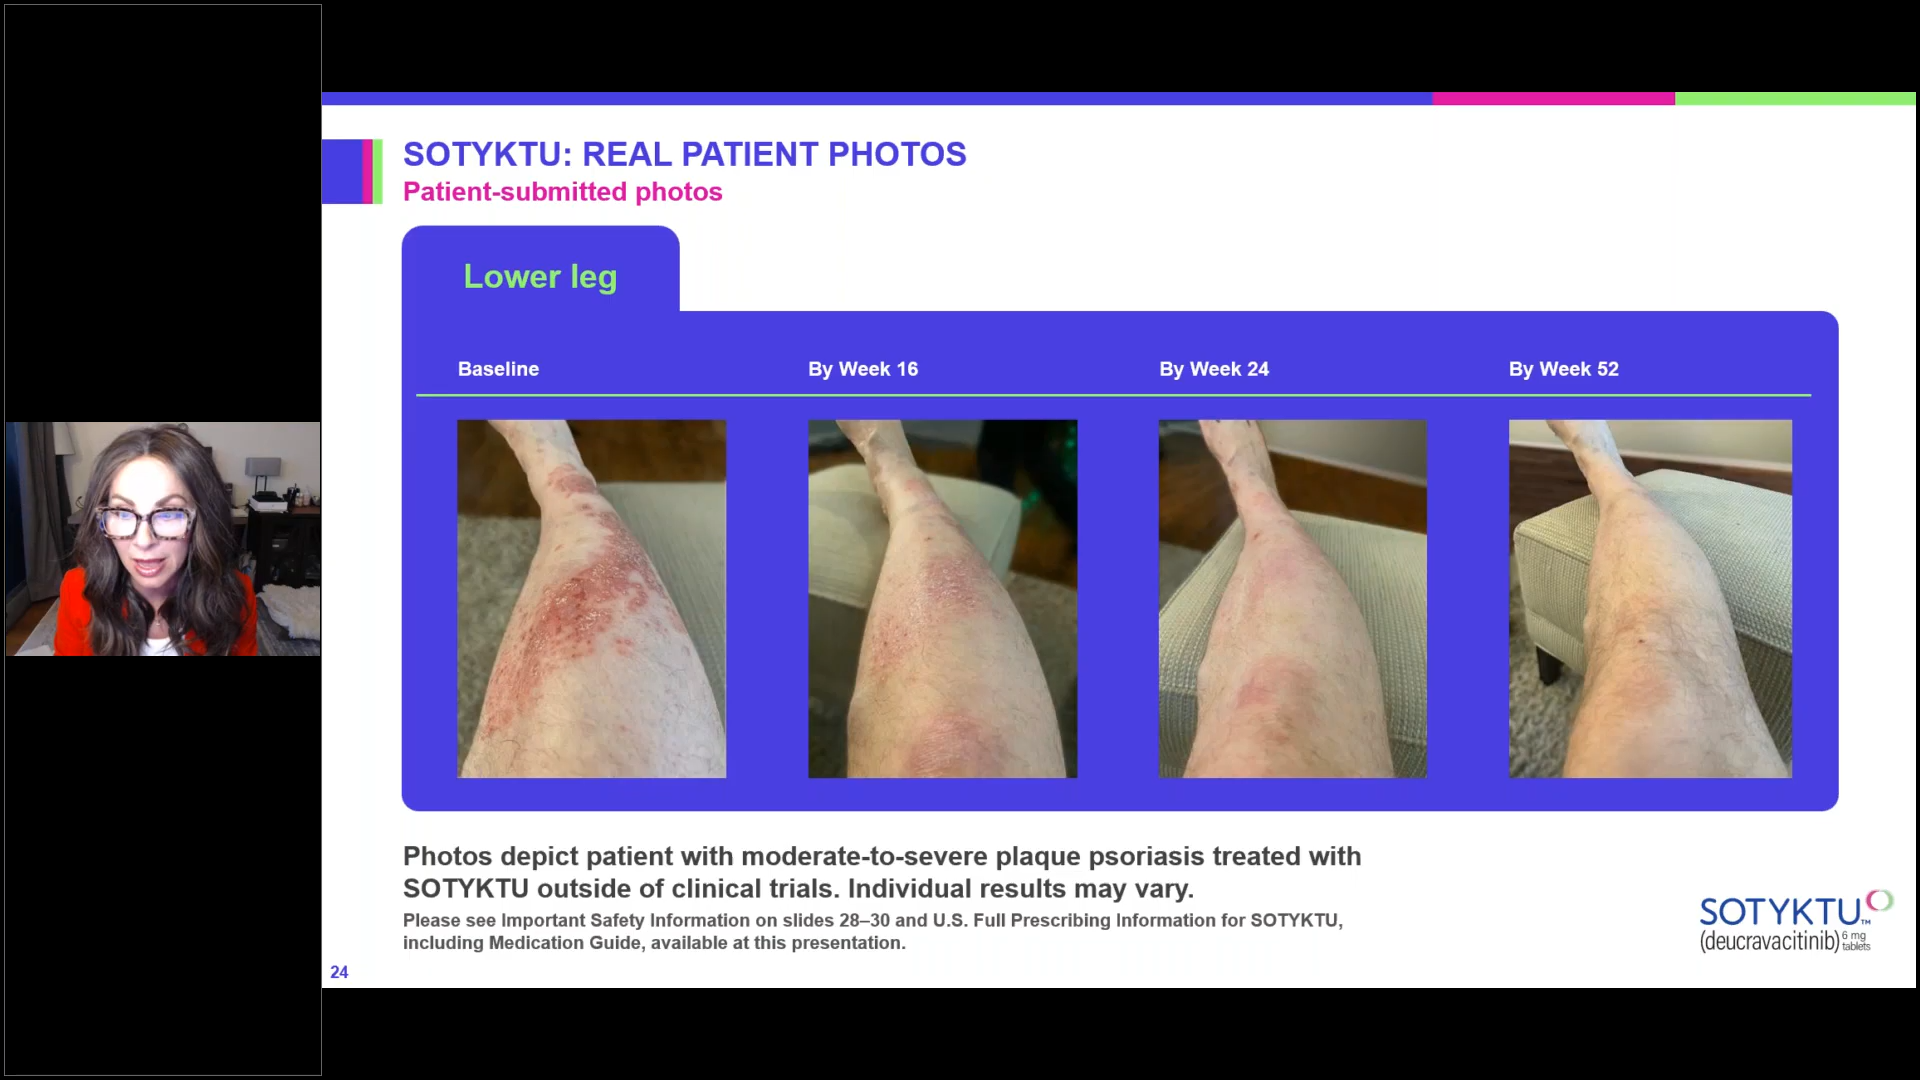 SOTYKTU: REAL PATIENT PHOTOS
Patient-submitted photos
Lower leg
Baseline
By Week 16
By Week 24
By Week 52
Photos depict patient with moderate-to-severe plaque psoriasis treated with
SOTYKTU outside of clinical trials. Individual results may vary.
Please see Important Safety Information on slides 28–30 and U.S. Full Prescribing Information for SOTYKTU,
including Medication Guide, available at this presentation.
SOTYKTU™
(deucravacitinib) 6 mg
tablets
24